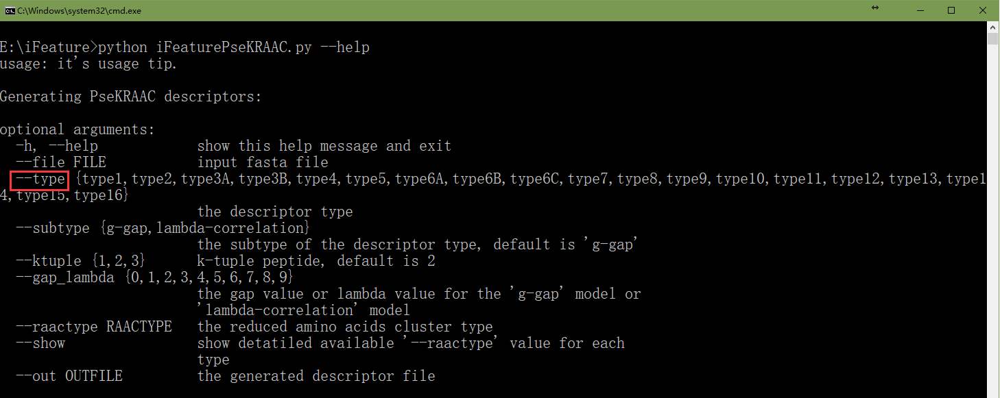 C:\Windows\system32\cmd.exe
E:\iFeature>python iFeaturePseKRAAC.py --help
usage: it's usage tip.
Generating PseKRAAC descriptors:
optional arguments:
-h, --help show this help message and exit
--file FILE input fasta file
--type {type1,type2,type3A,type3B,type4,type5,type6A,type6B,type6C,type7,type8,type9,type10,type11,type12,type13,type1
4,type15,type16}
the descriptor type
--subtype {g-gap,lambda-correlation}
the subtype of the descriptor type, default is 'g-gap'
--ktuple {1,2,3} k-tuple peptide, default is 2
--gap_lambda {0,1,2,3,4,5,6,7,8,9}
the gap value or lambda value for the 'g-gap' model or
'lambda-correlation' model
--raactype RAACTYPE the reduced amino acids cluster type
--show show detatiled available '--raactype' value for each
type
--out OUTFILE the generated descriptor file